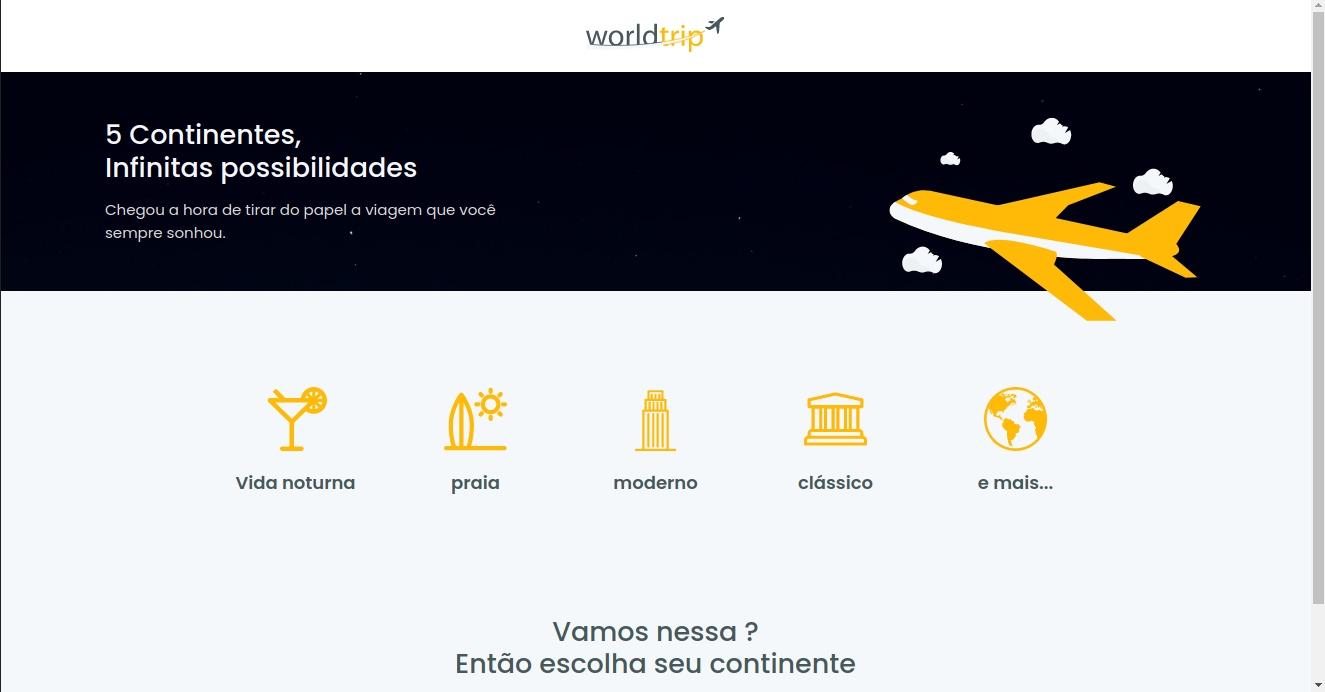 worldtrip
5 Continentes,
Infinitas possibilidades
Chegou a hora de tirar do papel a viagem que você
sempre sonhou.
Vida noturna
praia
moderno
clássico
e mais...
Vamos nessa ?
Então escolha seu continente